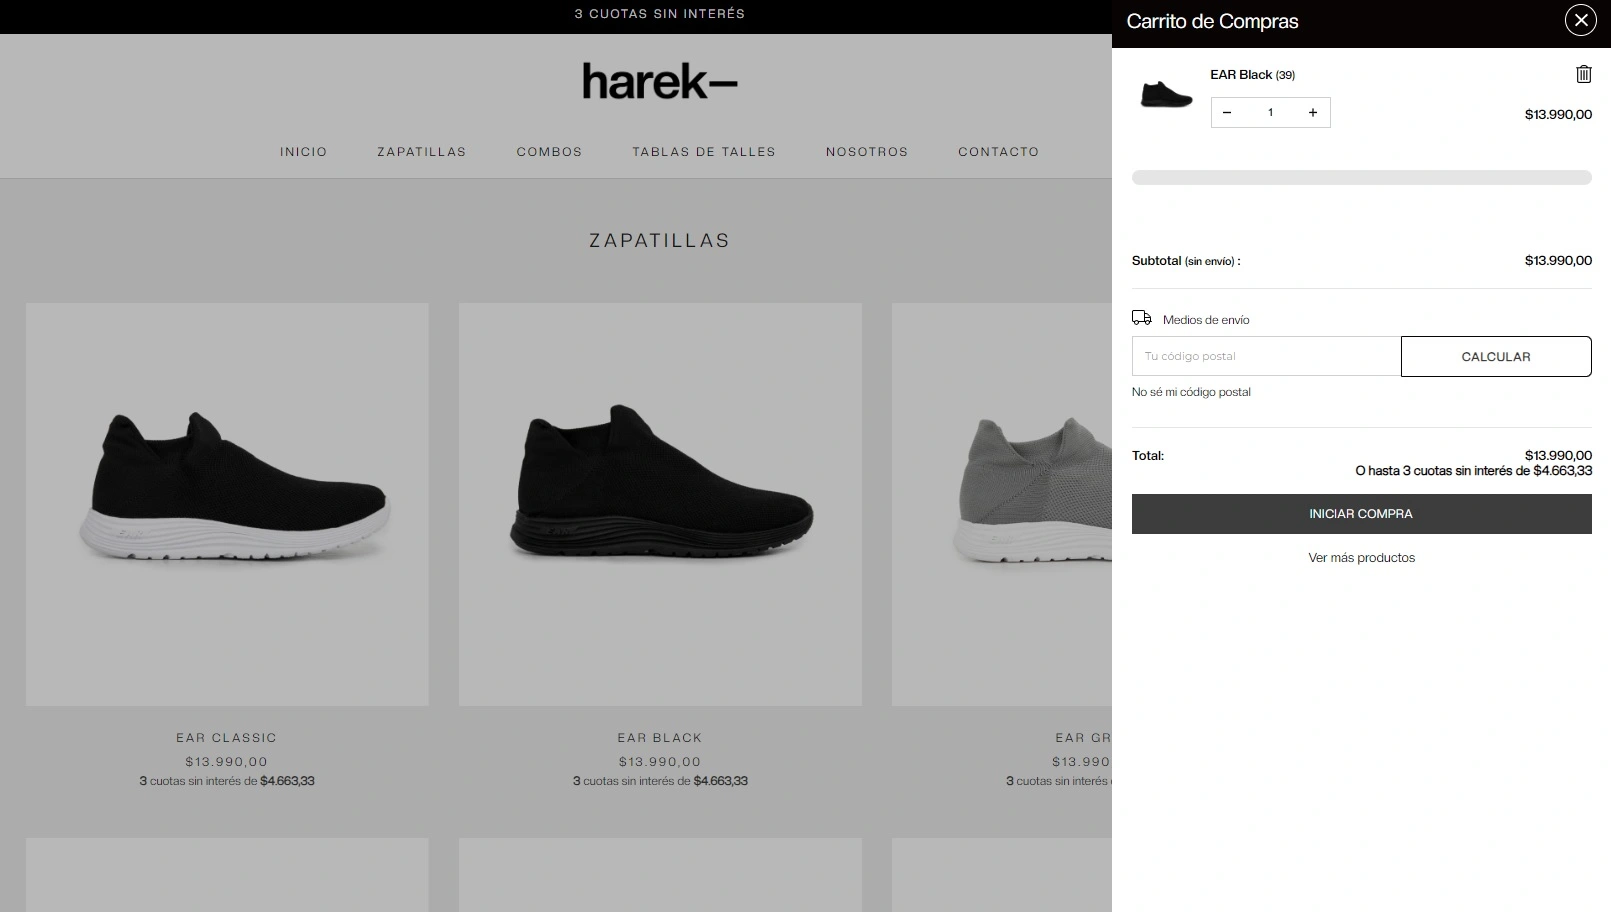 3 CUOTAS SIN INTERÉS
harek—
INICIO ZAPATILLAS COMBOS TABLAS DE TALLES NOSOTROS CONTACTO
ZAPATILLAS
EAR CLASSIC
$13.990,00
3 cuotas sin interés de $4.663,33
EAR BLACK
$13.990,00
3 cuotas sin interés de $4.663,33
EAR GR
$13.990
3 cuotas sin interés
Carrito de Compras
EAR Black (39)
− 1 +
$13.990,00
Subtotal (sin envío) : $13.990,00
Medios de envío
Tu código postal CALCULAR
No sé mi código postal
Total: $13.990,00
O hasta 3 cuotas sin interés de $4.663,33
INICIAR COMPRA
Ver más productos